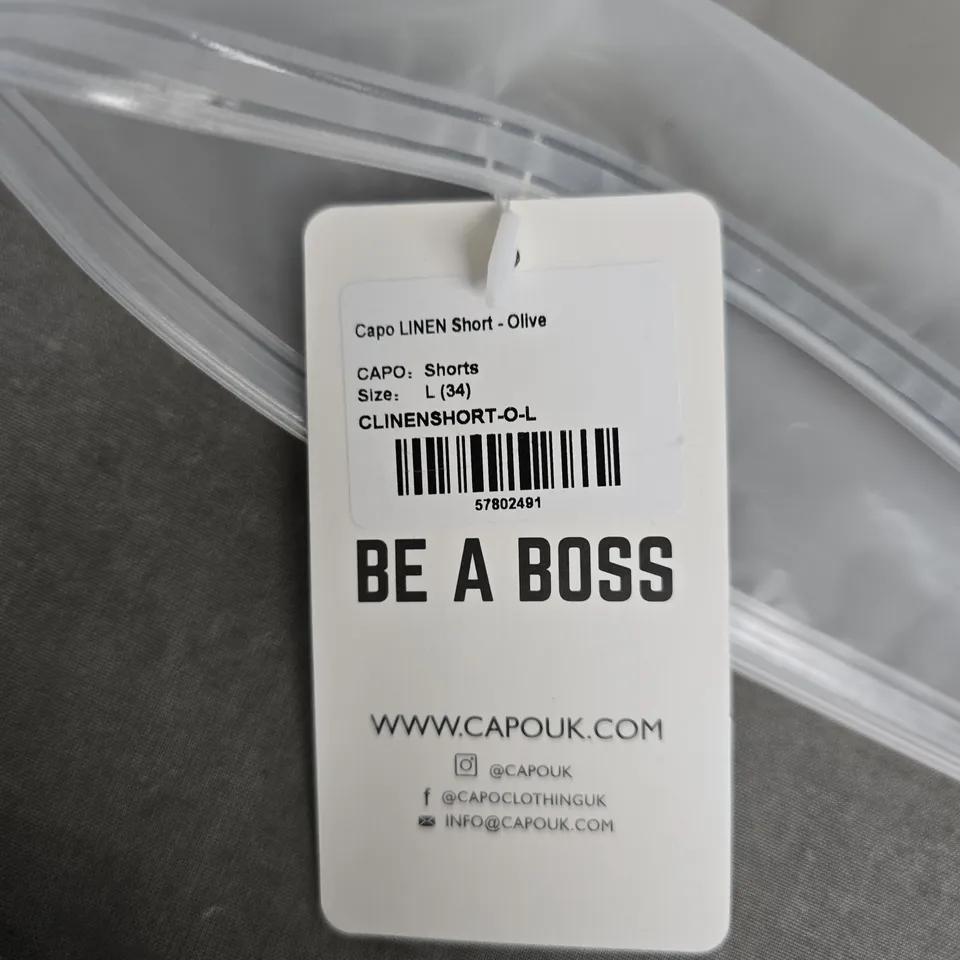 Capo LINEN Short - Olive
CAPO: Shorts
Size: L (34)
CLINENSHORT-O-L
57802491
BE A BOSS
WWW.CAPOUK.COM
@CAPOUK
f @CAPOCLOTHINGUK
INFO@CAPOUK.COM